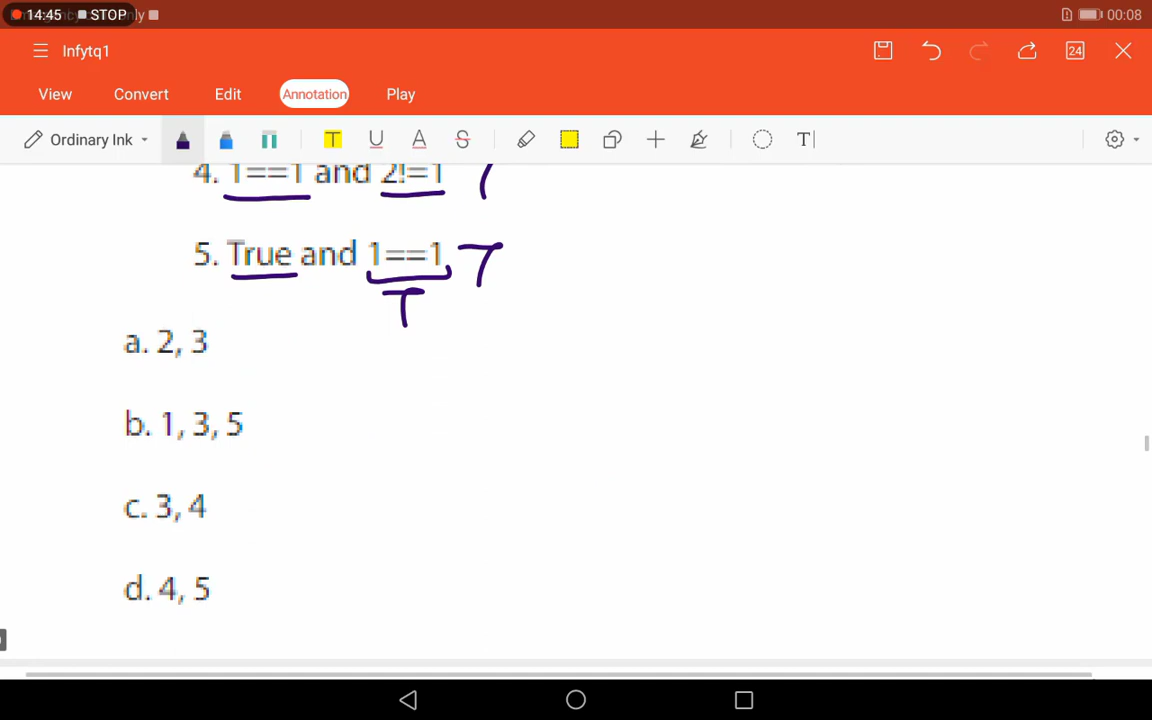 14:45 STOP
00:08
Infytq1
24
View Convert Edit Annotation Play
Ordinary Ink T U A S T
4. 1==1 and 2!=1 T
5. True and 1==1 T
T
a. 2, 3
b. 1, 3, 5
c. 3, 4
d. 4, 5